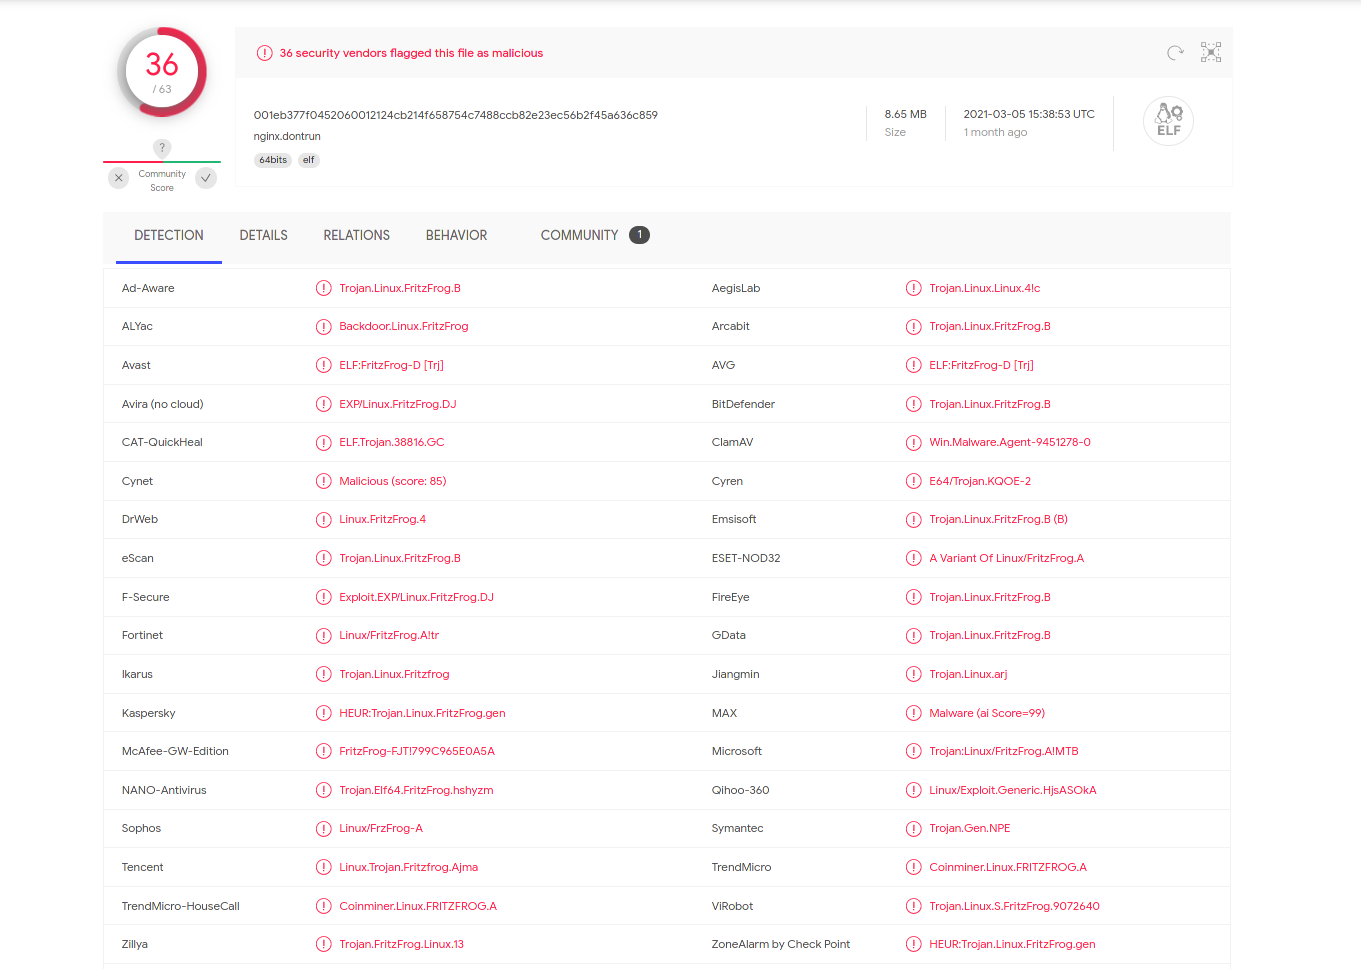 36
/ 63
36 security vendors flagged this file as malicious
001eb377f0452060012124cb214f658754c7488ccb82e23ec56b2f45a636c859
nginx.dontrun
64bits elf
8.65 MB
Size
2021-03-05 15:38:53 UTC
1 month ago
ELF
?
Community
Score
DETECTION DETAILS RELATIONS BEHAVIOR COMMUNITY 1
Ad-Aware Trojan.Linux.FritzFrog.B AegisLab Trojan.Linux.Linux.4!c
ALYac Backdoor.Linux.FritzFrog Arcabit Trojan.Linux.FritzFrog.B
Avast ELF:FritzFrog-D [Trj] AVG ELF:FritzFrog-D [Trj]
Avira (no cloud) EXP/Linux.FritzFrog.DJ BitDefender Trojan.Linux.FritzFrog.B
CAT-QuickHeal ELF.Trojan.38816.GC ClamAV Win.Malware.Agent-9451278-0
Cynet Malicious (score: 85) Cyren E64/Trojan.KQOE-2
DrWeb Linux.FritzFrog.4 Emsisoft Trojan.Linux.FritzFrog.B (B)
eScan Trojan.Linux.FritzFrog.B ESET-NOD32 A Variant Of Linux/FritzFrog.A
F-Secure Exploit.EXP/Linux.FritzFrog.DJ FireEye Trojan.Linux.FritzFrog.B
Fortinet Linux/FritzFrog.A!tr GData Trojan.Linux.FritzFrog.B
Ikarus Trojan.Linux.Fritzfrog Jiangmin Trojan.Linux.arj
Kaspersky HEUR:Trojan.Linux.FritzFrog.gen MAX Malware (ai Score=99)
McAfee-GW-Edition FritzFrog-FJT!799C965E0A5A Microsoft Trojan:Linux/FritzFrog.A!MTB
NANO-Antivirus Trojan.Elf64.FritzFrog.hshyzm Qihoo-360 Linux/Exploit.Generic.HjsASOkA
Sophos Linux/FrzFrog-A Symantec Trojan.Gen.NPE
Tencent Linux.Trojan.Fritzfrog.Ajma TrendMicro Coinminer.Linux.FRITZFROG.A
TrendMicro-HouseCall Coinminer.Linux.FRITZFROG.A ViRobot Trojan.Linux.S.FritzFrog.9072640
Zillya Trojan.FritzFrog.Linux.13 ZoneAlarm by Check Point HEUR:Trojan.Linux.FritzFrog.gen